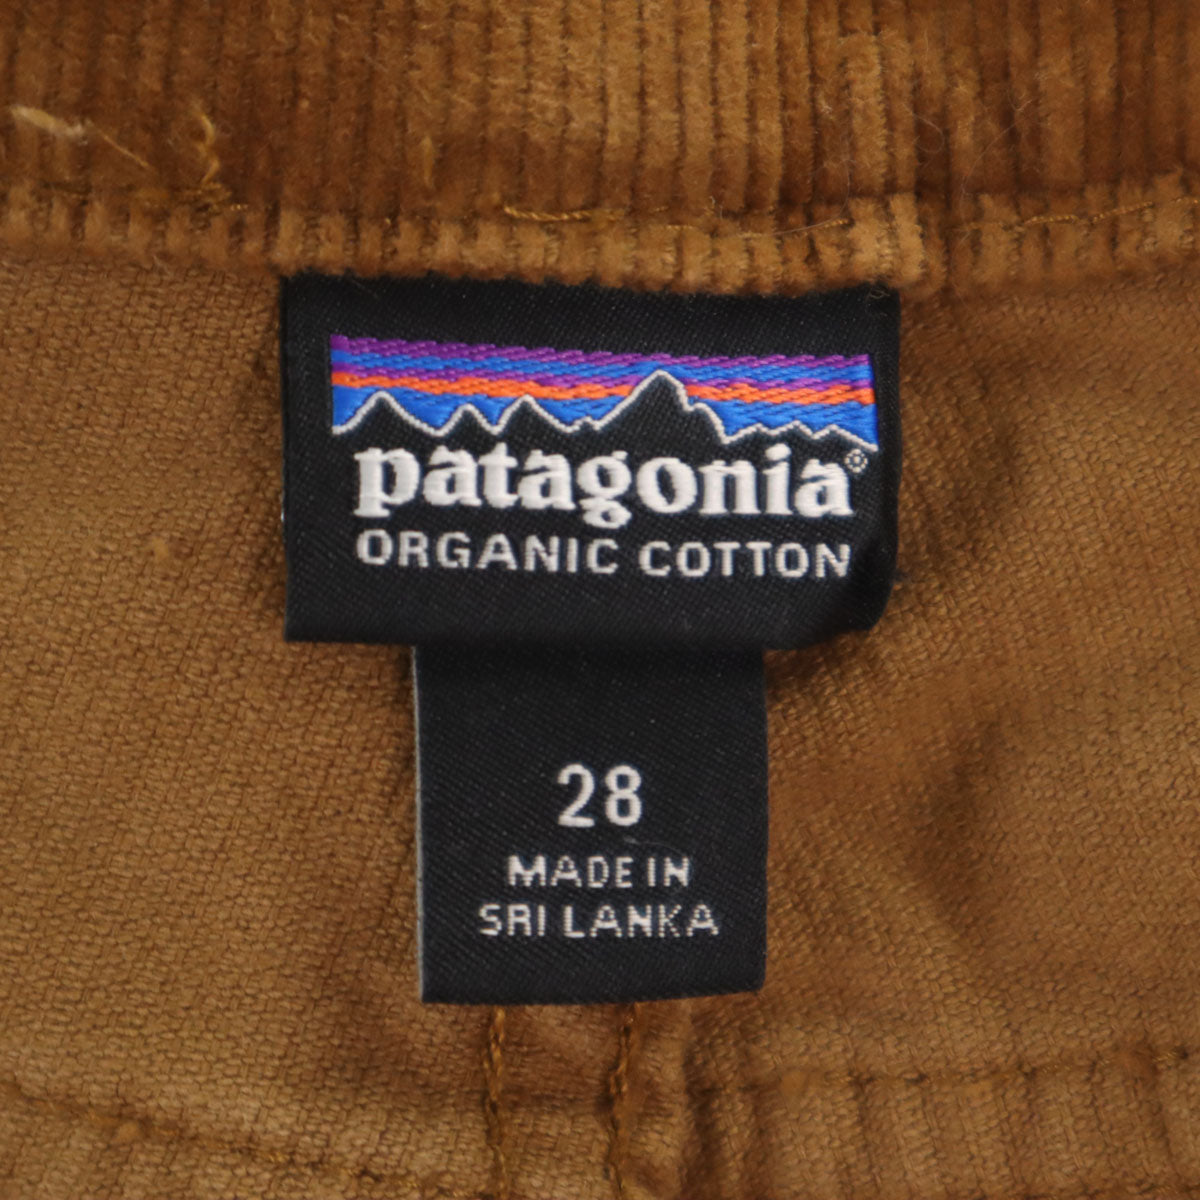 patagonia®
ORGANIC COTTON
28
MADE IN
SRI LANKA